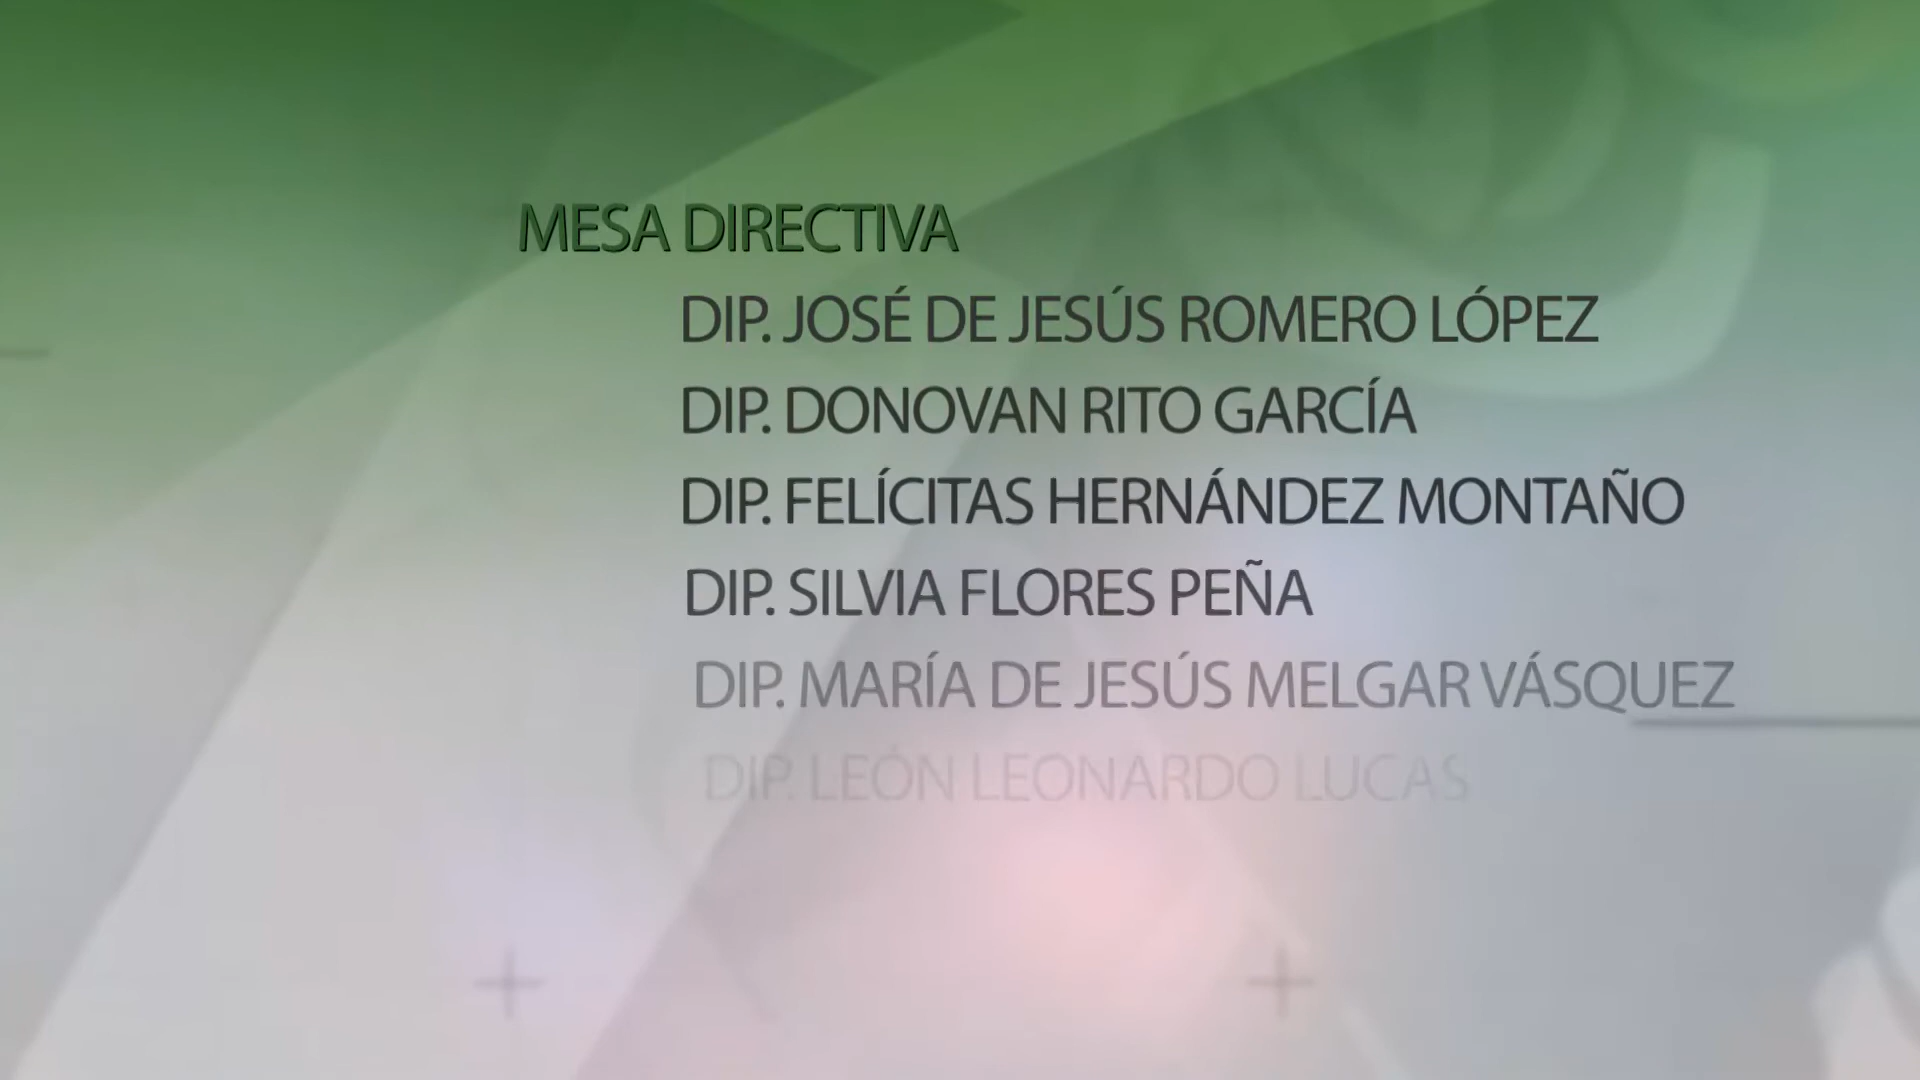 MESA DIRECTIVA
DIP. JOSÉ DE JESÚS ROMERO LÓPEZ
DIP. DONOVAN RITO GARCÍA
DIP. FELÍCITAS HERNÁNDEZ MONTAÑO
DIP. SILVIA FLORES PEÑA
DIP. MARÍA DE JESÚS MELGAR VÁSQUEZ
DIP. LEÓN LEONARDO LUCAS